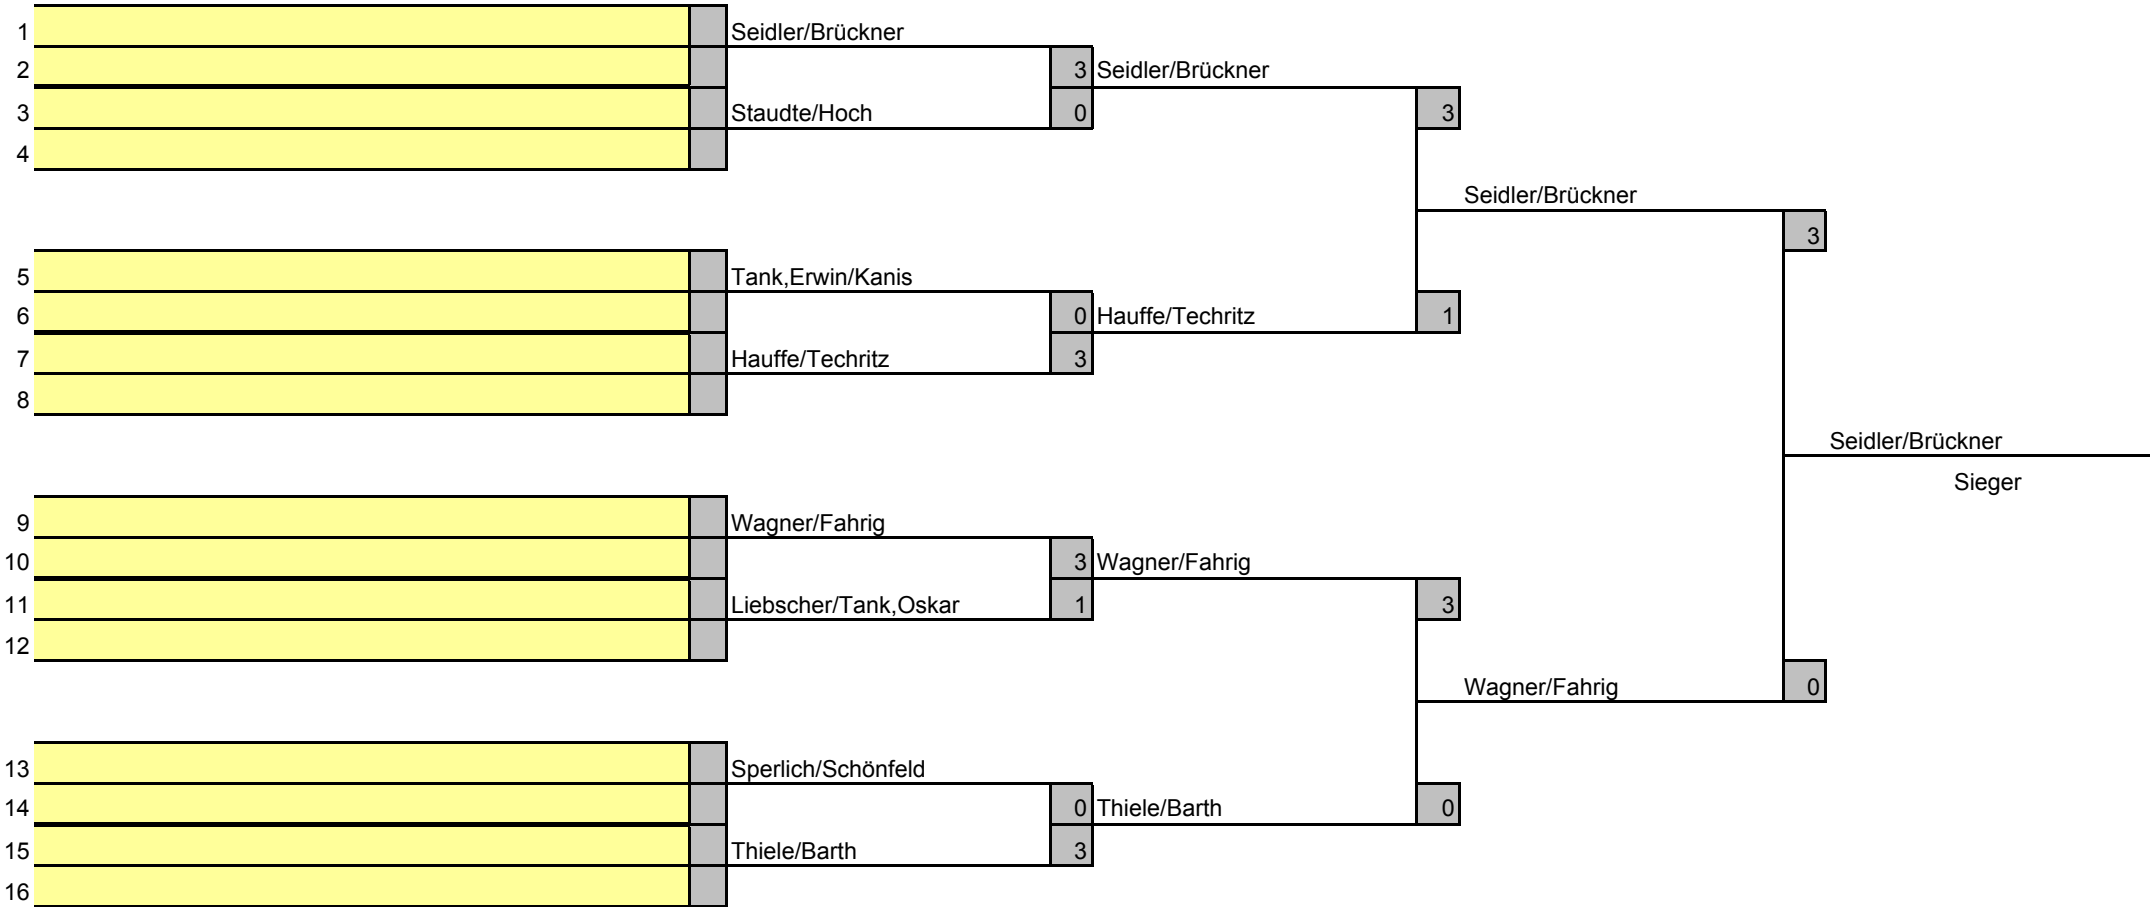 1 Seidler/Brückner
2 3 Seidler/Brückner
3 Staudte/Hoch 0 3
4
Seidler/Brückner
3
5 Tank,Erwin/Kanis
6 0 Hauffe/Techritz 1
7 Hauffe/Techritz 3
8
Seidler/Brückner
Sieger
9 Wagner/Fahrig
10 3 Wagner/Fahrig
11 Liebscher/Tank,Oskar 1 3
12
Wagner/Fahrig 0
13 Sperlich/Schönfeld
14 0 Thiele/Barth 0
15 Thiele/Barth 3
16